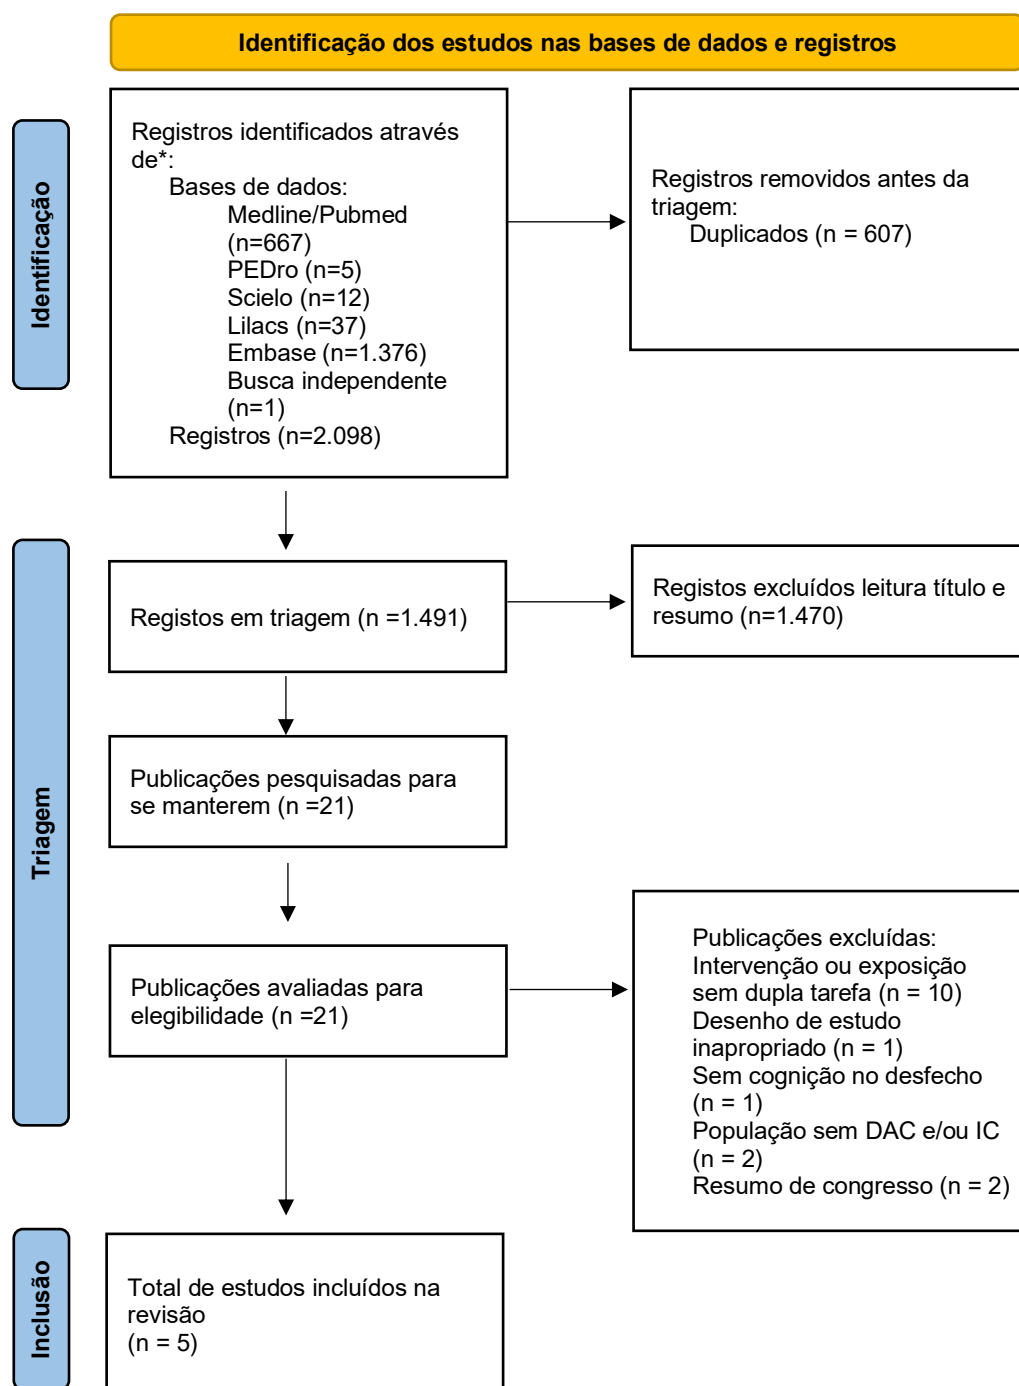 Identificação dos estudos nas bases de dados e registros
Identificação
Registros identificados através
de*:
Bases de dados:
Medline/Pubmed
(n=667)
PEDro (n=5)
Scielo (n=12)
Lilacs (n=37)
Embase (n=1.376)
Busca independente
(n=1)
Registros (n=2.098)
Registros removidos antes da
triagem:
Duplicados (n = 607)
Triagem
Registos em triagem (n =1.491)
Registos excluídos leitura título e
resumo (n=1.470)
Publicações pesquisadas para
se manterem (n =21)
Publicações avaliadas para
elegibilidade (n =21)
Publicações excluídas:
Intervenção ou exposição
sem dupla tarefa (n = 10)
Desenho de estudo
inapropriado (n = 1)
Sem cognição no desfecho
(n = 1)
População sem DAC e/ou IC
(n = 2)
Resumo de congresso (n = 2)
Inclusão
Total de estudos incluídos na
revisão
(n = 5)